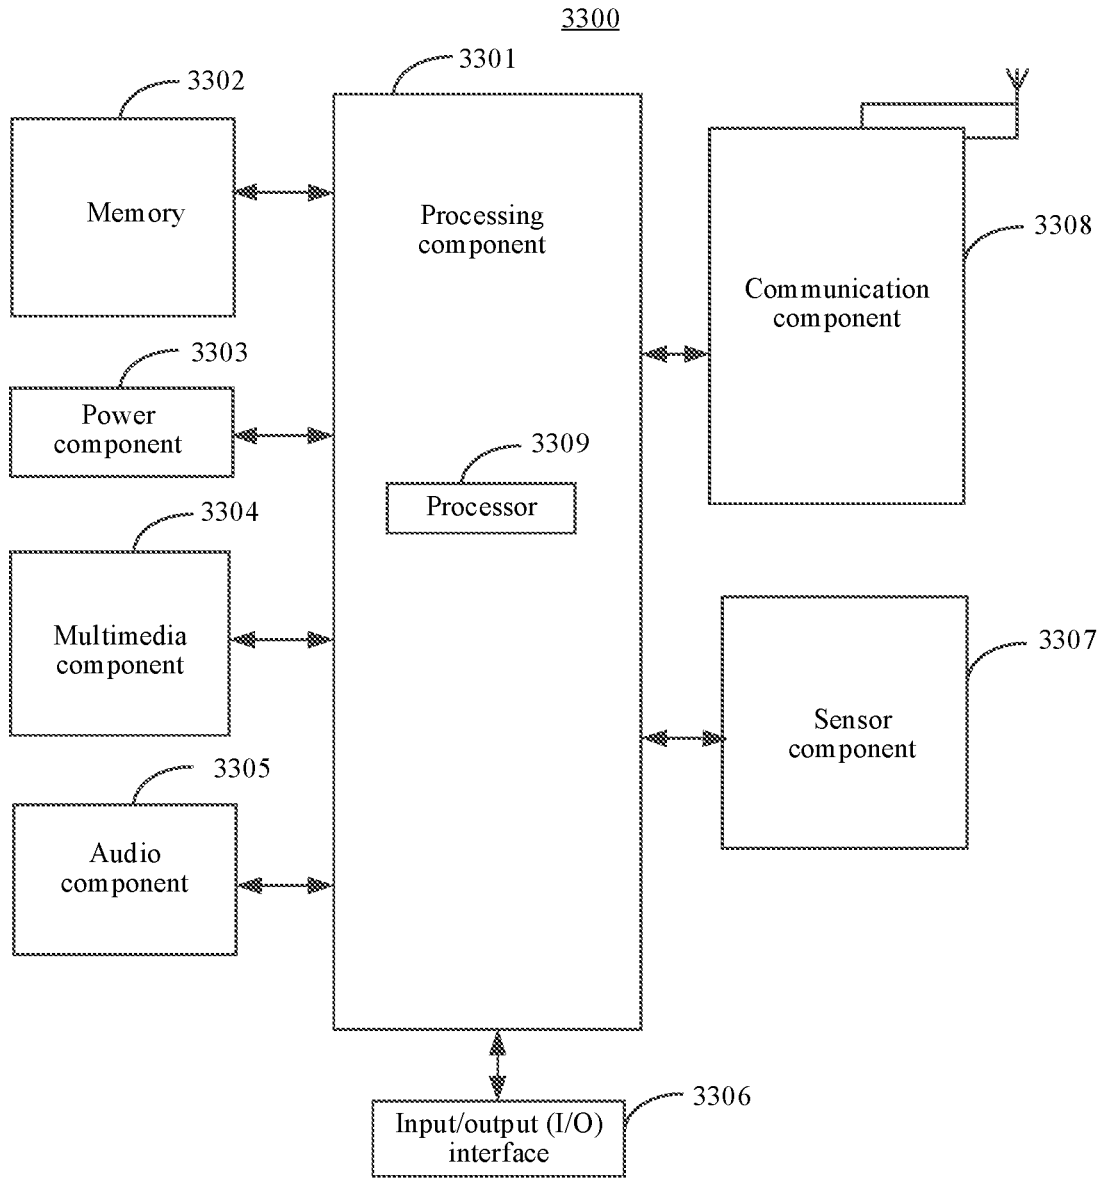 3300
3301
3302
Memory
Processing
component
3308
Communication
component
3303
Power
component
3309
Processor
3304
Multimedia
component
3307
Sensor
component
3305
Audio
component
3306
Input/output (I/O)
interface